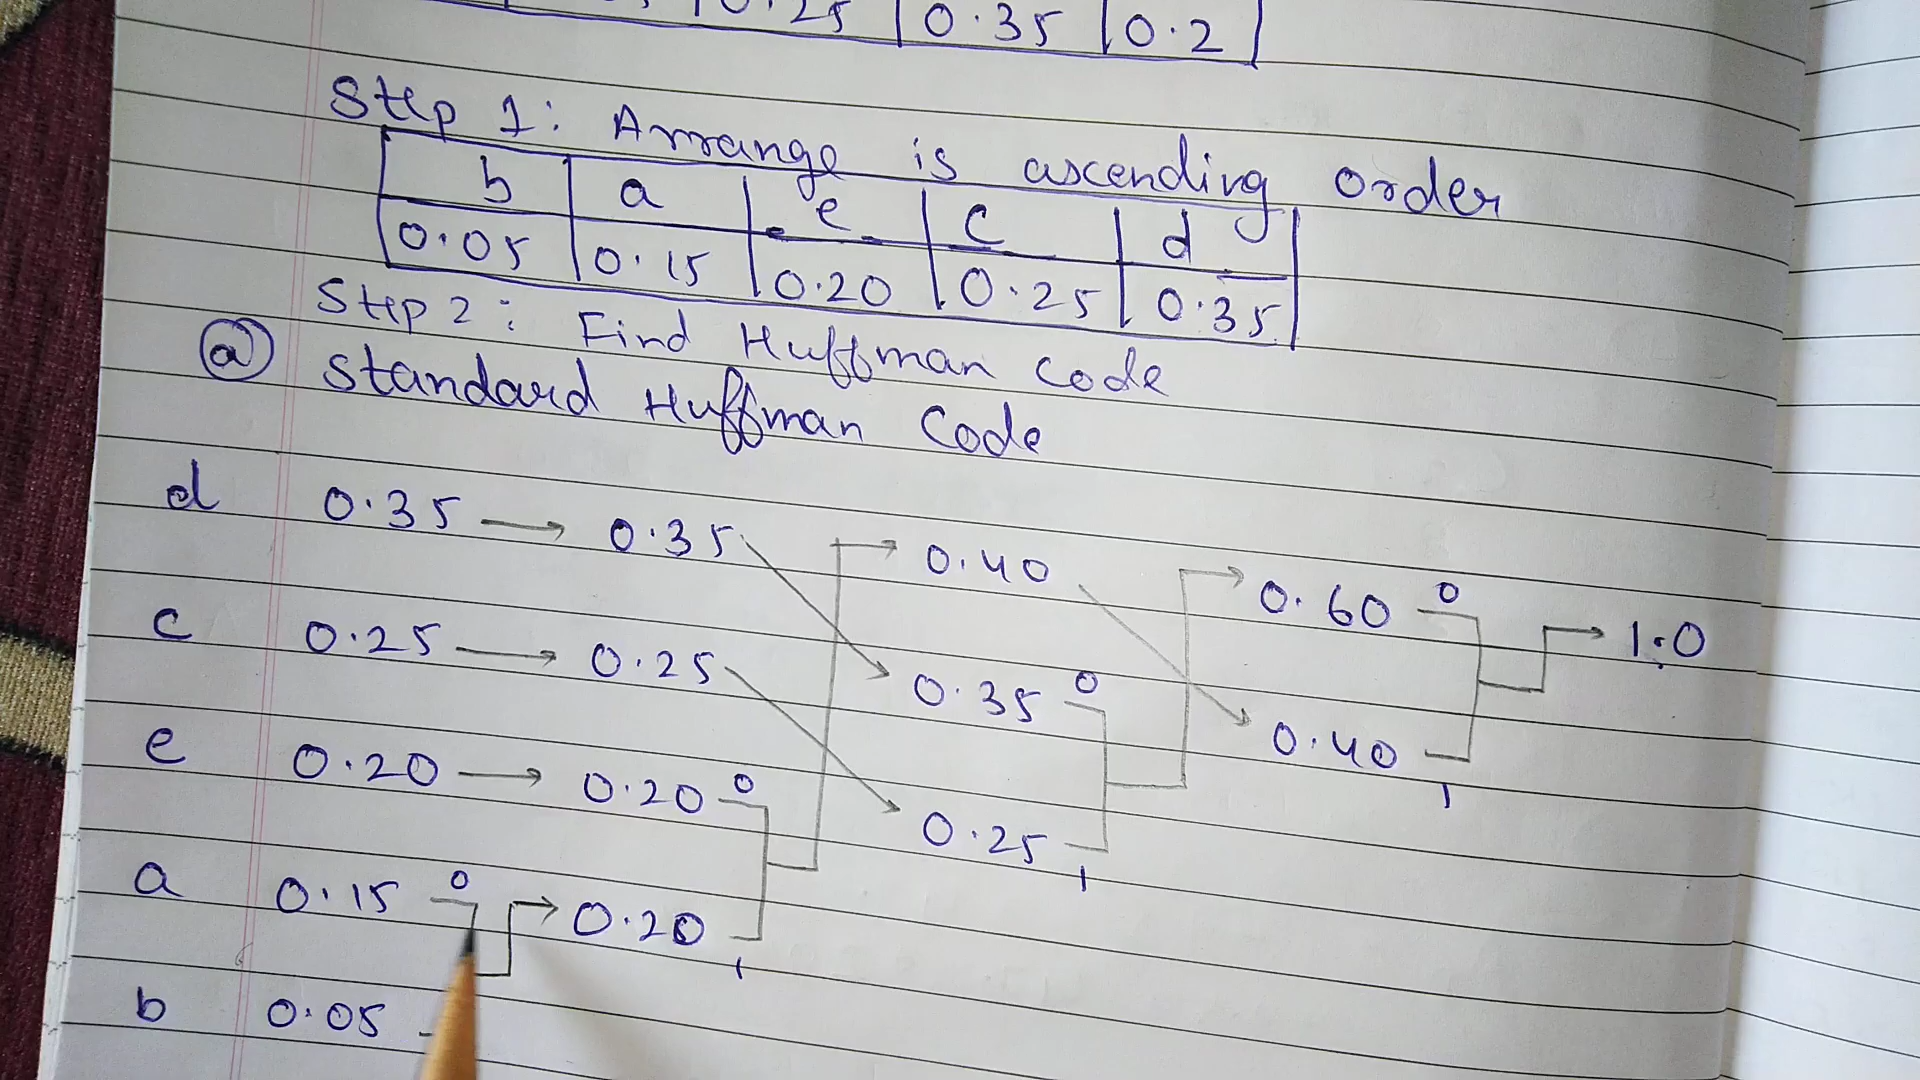 0.25 0.35 0.2
Step 1: Arrange is ascending order
b a e c d
0.05 0.15 0.20 0.25 0.35
Step 2: Find Huffman Code
a Standard Huffman Code
d 0.35 → 0.35 → 0.40 → 0.60 0 → 1.0
c 0.25 → 0.25 → 0.35 0 → 0.40 1
e 0.20 → 0.20 0 → 0.25 1
a 0.15 0 → 0.20 1
b 0.05